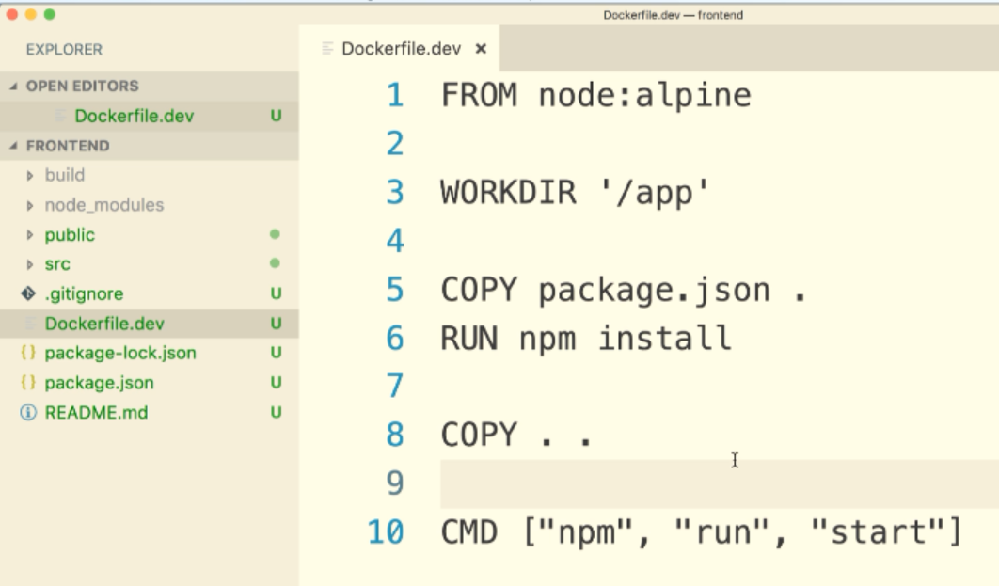 Dockerfile.dev — frontend
EXPLORER
OPEN EDITORS
Dockerfile.dev U
FRONTEND
build
node_modules
public
src
.gitignore U
Dockerfile.dev U
package-lock.json U
package.json U
README.md U
Dockerfile.dev ×
1 FROM node:alpine
2
3 WORKDIR '/app'
4
5 COPY package.json .
6 RUN npm install
7
8 COPY . .
9
10 CMD ["npm", "run", "start"]